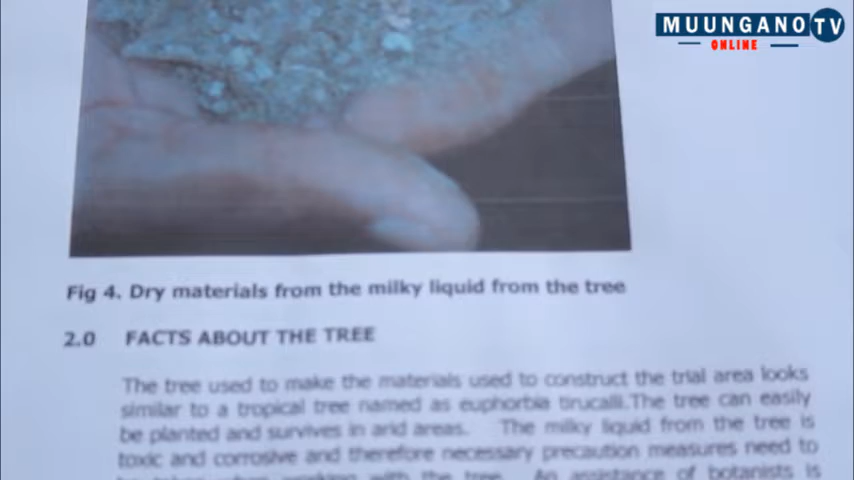 MUUNGANO TV
ONLINE
Fig 4. Dry materials from the milky liquid from the tree
2.0 FACTS ABOUT THE TREE
The tree used to make the materials used to construct the trial area looks
similar to a tropical tree named as euphorbia tirucalli.The tree can easily
be planted and survives in arid areas. The milky liquid from the tree is
toxic and corrosive and therefore necessary precaution measures need to
be taken when working with the tree. An assistance of botanists is